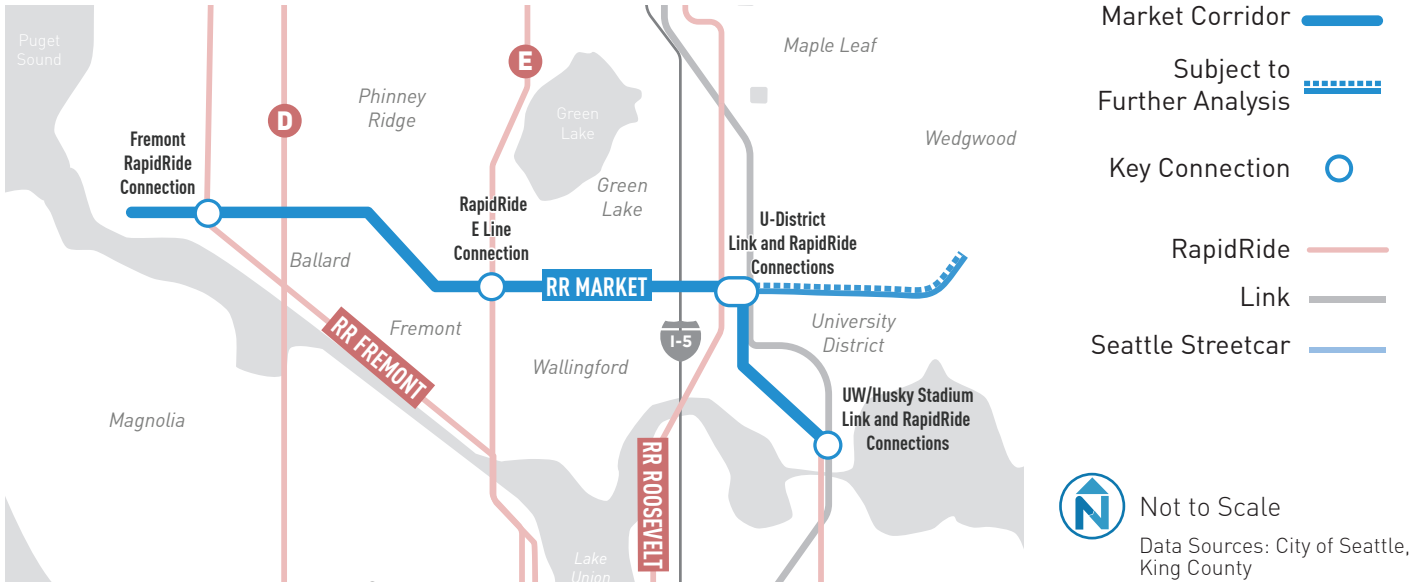 Puget
Sound
Maple Leaf
E
Phinney
Ridge
D
Green
Lake
Wedgwood
Fremont
RapidRide
Connection
Green
Lake
RapidRide
E Line
Connection
U-District
Link and RapidRide
Connections
Ballard
RR MARKET
RR FREMONT
Fremont
I-5
University
District
Wallingford
UW/Husky Stadium
Link and RapidRide
Connections
Magnolia
RR ROOSEVELT
Lake
Union
Market Corridor
Subject to
Further Analysis
Key Connection
RapidRide
Link
Seattle Streetcar
N
Not to Scale
Data Sources: City of Seattle,
King County